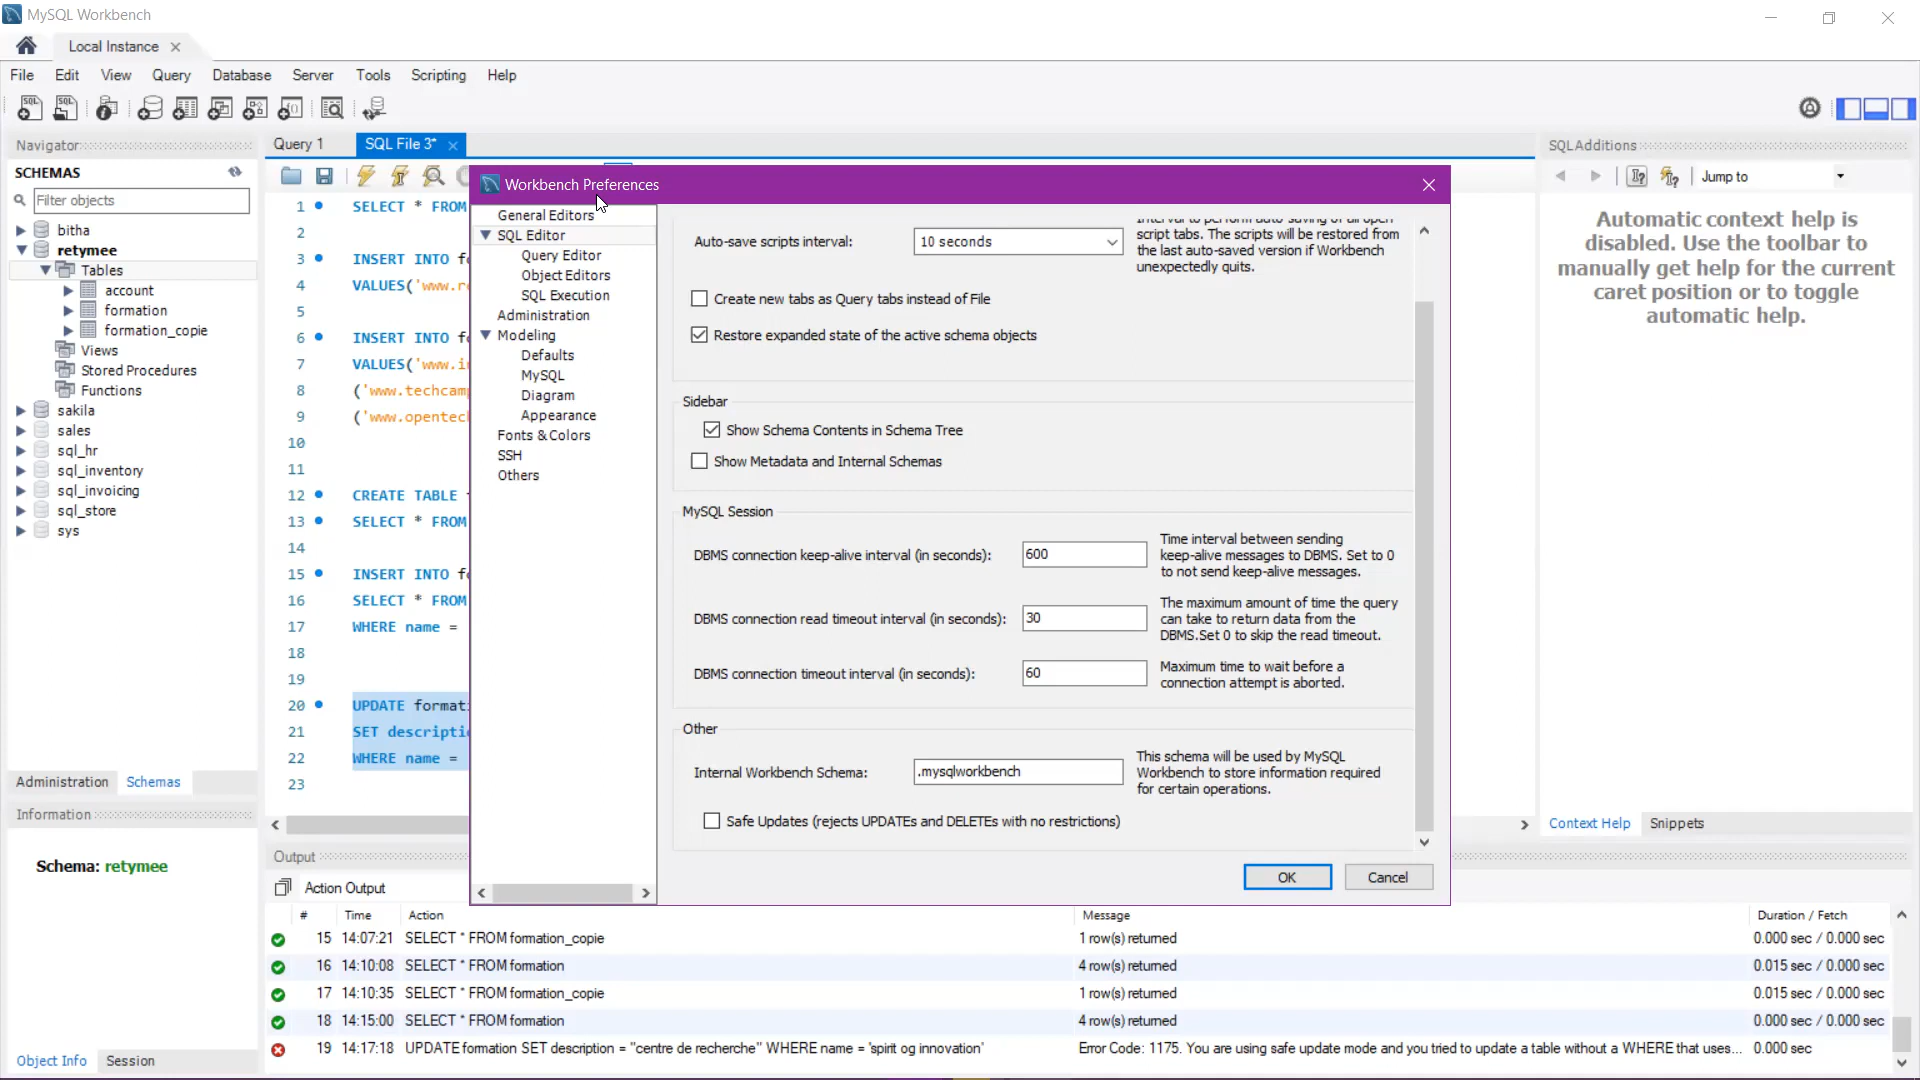 MySQL Workbench
Local Instance
File Edit View Query Database Server Tools Scripting Help
Navigator
SCHEMAS
Filter objects
bitha
retymee
Tables
account
formation
formation_copie
Views
Stored Procedures
Functions
sakila
sales
sql_hr
sql_inventory
sql_invoicing
sql_store
sys
Administration Schemas
Information
Schema: retymee
Object Info Session
Query 1 SQL File 3*
1 SELECT * FROM
2
3 INSERT INTO
4 VALUES('www.
5
6 INSERT INTO
7 VALUES('www.
8 ('www.techcam
9 ('www.opentec
10
11
12 CREATE TABLE
13 SELECT * FROM
14
15 INSERT INTO
16 SELECT * FROM
17 WHERE name =
18
19
20 UPDATE format
21 SET descripti
22 WHERE name =
23
Workbench Preferences
General Editors
SQL Editor
Query Editor
Object Editors
SQL Execution
Administration
Modeling
Defaults
MySQL
Diagram
Appearance
Fonts & Colors
SSH
Others
Auto-save scripts interval: 10 seconds
Interval to perform auto-saving of all open
script tabs. The scripts will be restored from
the last auto-saved version if Workbench
unexpectedly quits.
Create new tabs as Query tabs instead of File
Restore expanded state of the active schema objects
Sidebar
Show Schema Contents in Schema Tree
Show Metadata and Internal Schemas
MySQL Session
DBMS connection keep-alive interval (in seconds): 600
Time interval between sending
keep-alive messages to DBMS. Set to 0
to not send keep-alive messages.
DBMS connection read timeout interval (in seconds): 30
The maximum amount of time the query
can take to return data from the
DBMS.Set 0 to skip the read timeout.
DBMS connection timeout interval (in seconds): 60
Maximum time to wait before a
connection attempt is aborted.
Other
Internal Workbench Schema: .mysqlworkbench
This schema will be used by MySQL
Workbench to store information required
for certain operations.
Safe Updates (rejects UPDATEs and DELETEs with no restrictions)
OK Cancel
SQLAdditions
Jump to
Automatic context help is
disabled. Use the toolbar to
manually get help for the current
caret position or to toggle
automatic help.
Context Help Snippets
Output
Action Output
# Time Action Message Duration / Fetch
15 14:07:21 SELECT * FROM formation_copie 1 row(s) returned 0.000 sec / 0.000 sec
16 14:10:08 SELECT * FROM formation 4 row(s) returned 0.015 sec / 0.000 sec
17 14:10:35 SELECT * FROM formation_copie 1 row(s) returned 0.015 sec / 0.000 sec
18 14:15:00 SELECT * FROM formation 4 row(s) returned 0.000 sec / 0.000 sec
19 14:17:18 UPDATE formation SET description = "centre de recherche" WHERE name = 'spirit og innovation' Error Code: 1175. You are using safe update mode and you tried to update a table without a WHERE that uses... 0.000 sec